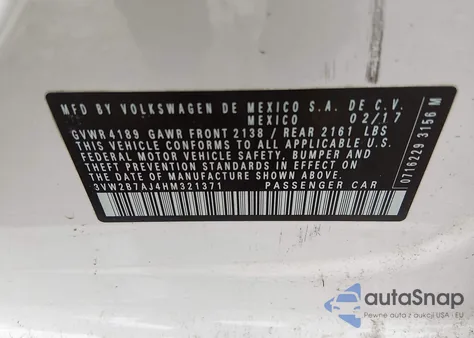 MFD BY VOLKSWAGEN DE MEXICO S.A. DE C.V.
MEXICO 02/17
GVWR 4189 GAWR FRONT 2138 / REAR 2161 LBS
THIS VEHICLE CONFORMS TO ALL APPLICABLE U.S.
FEDERAL MOTOR VEHICLE SAFETY, BUMPER, AND
THEFT PREVENTION STANDARDS IN EFFECT ON
THE DATE OF MANUFACTURE SHOWN ABOVE.
3VW2B7AJ4HM321371 PASSENGER CAR
0716229 3156 M
autoSnap
Pewne auta z aukcji USA - EU